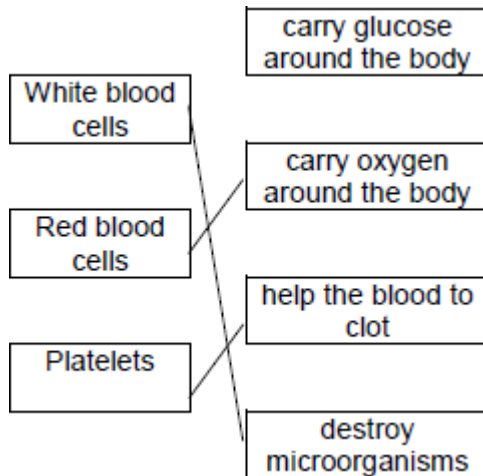 carry glucose
around the body
White blood
cells
carry oxygen
around the body
Red blood
cells
help the blood to
clot
Platelets
destroy
microorganisms